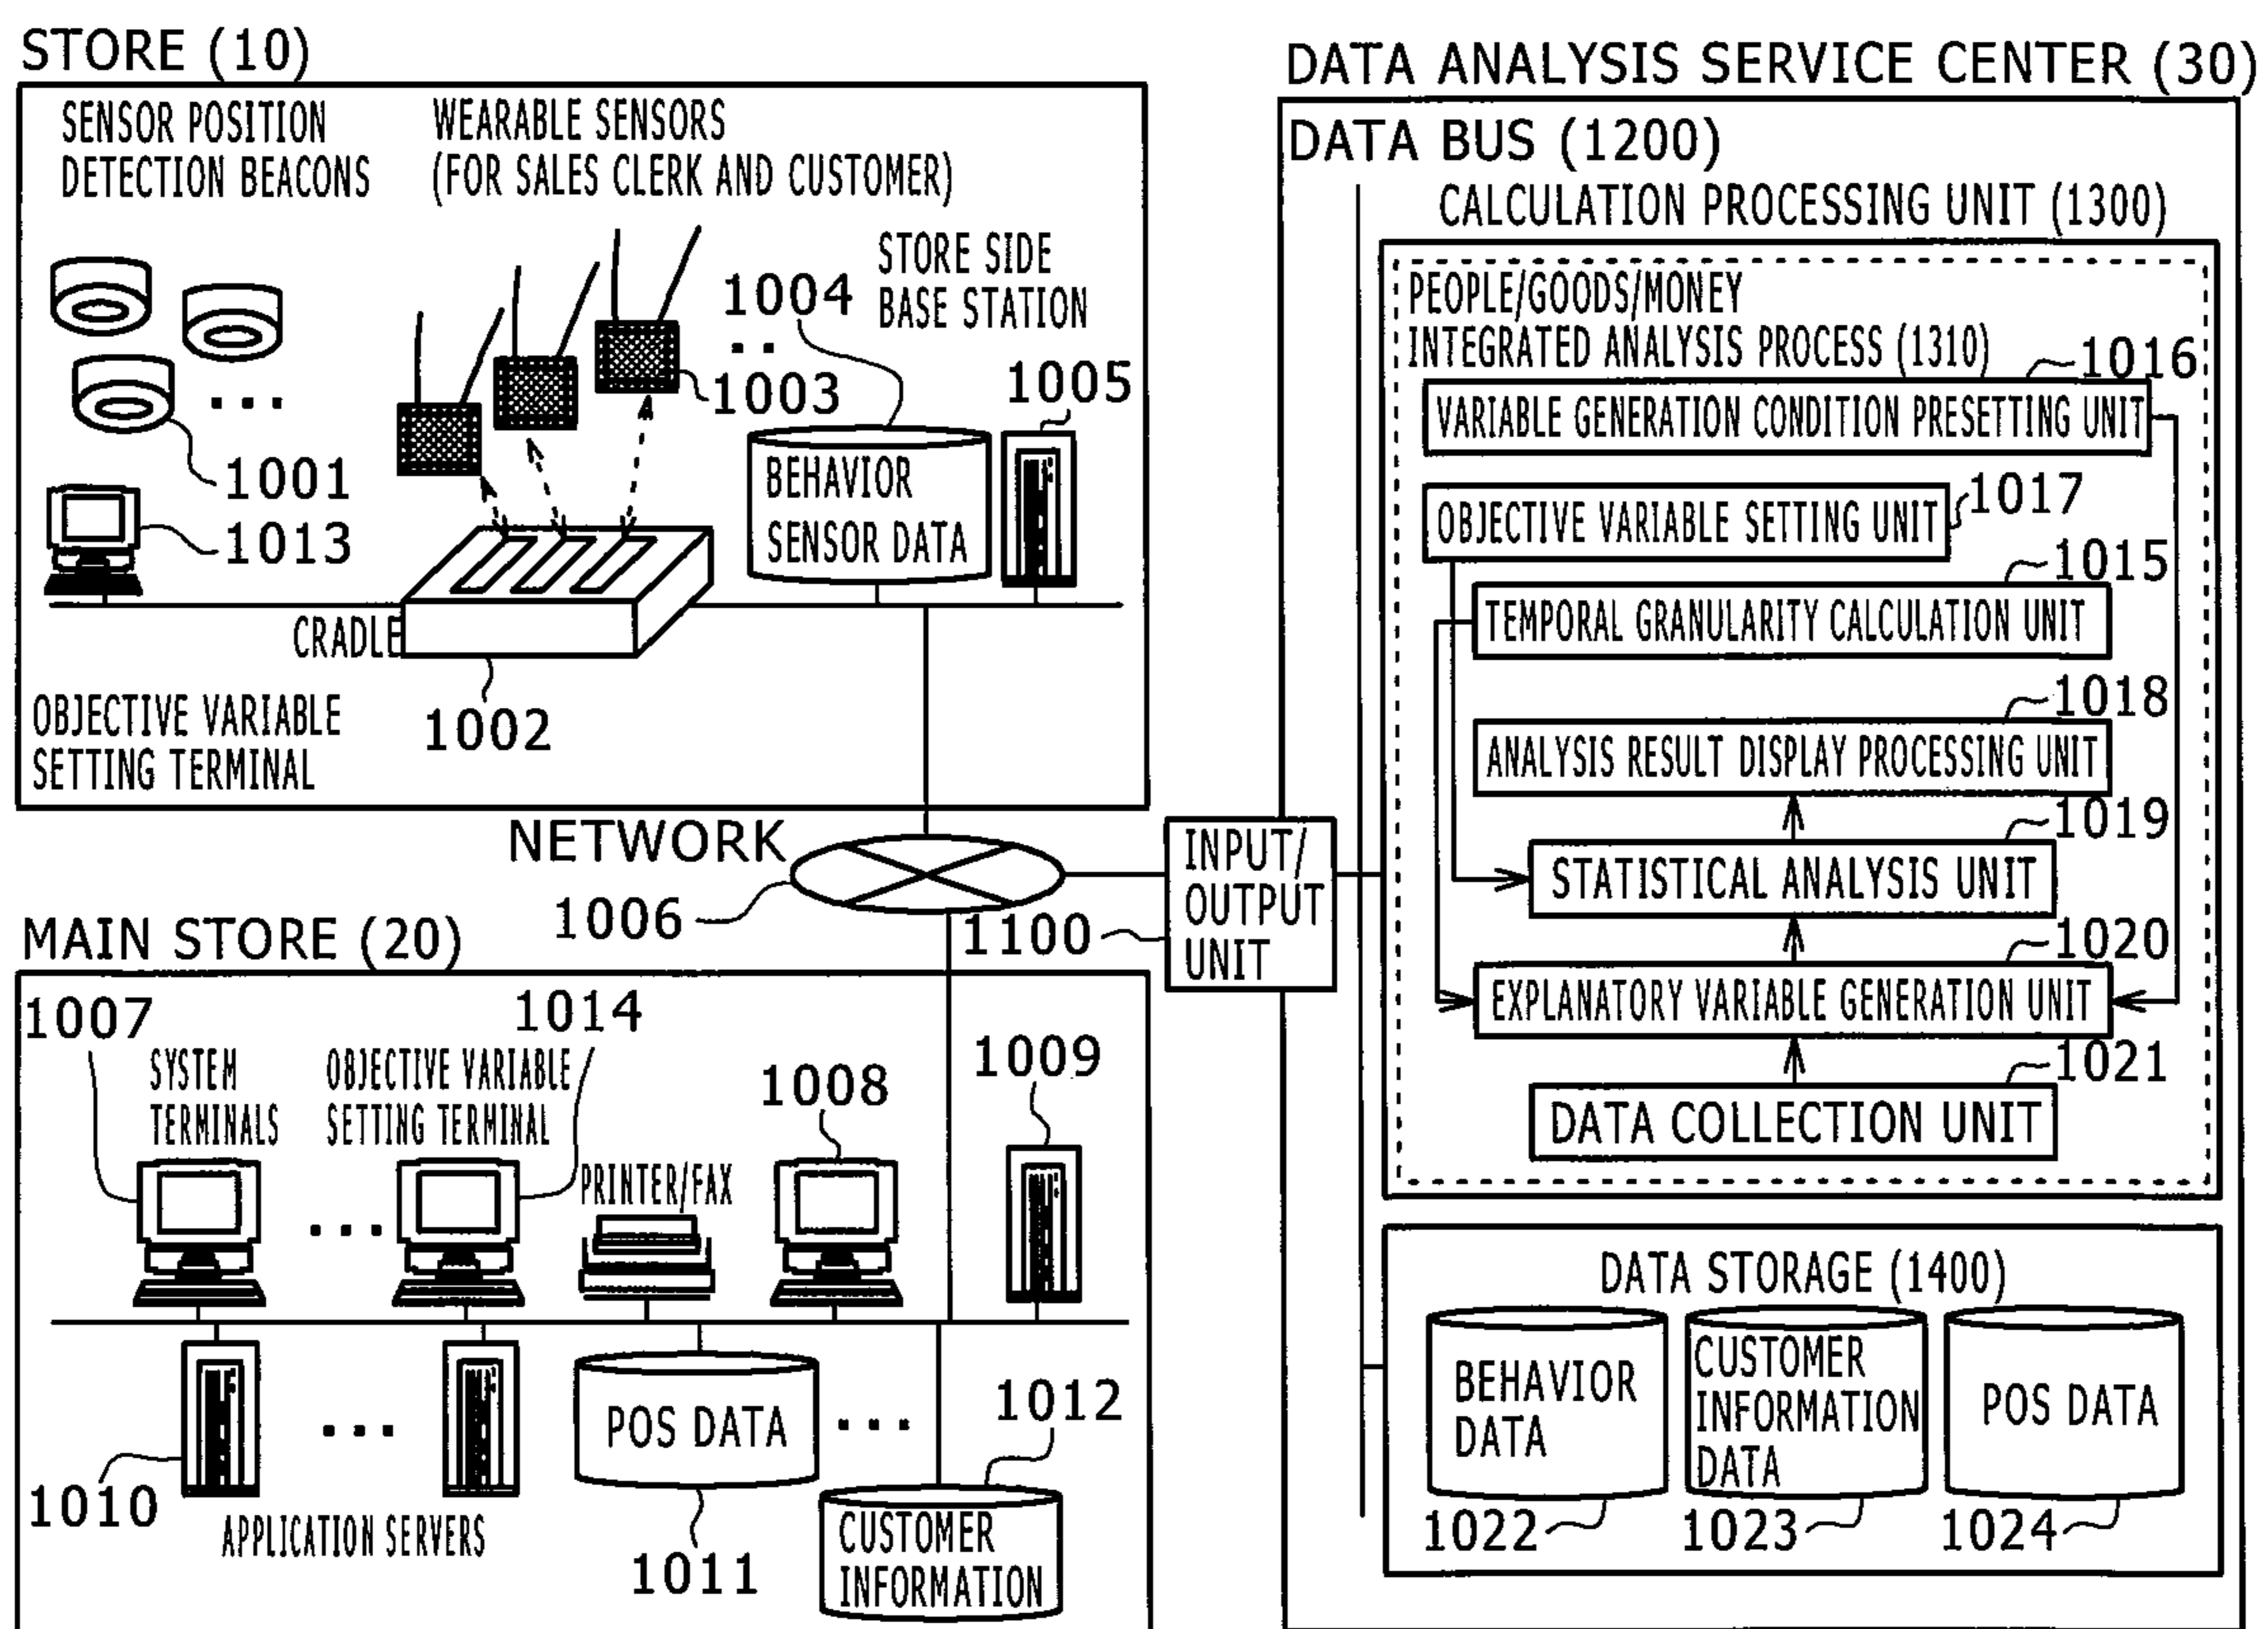 STORE (10)
SENSOR POSITION
DETECTION BEACONS
WEARABLE SENSORS
(FOR SALES CLERK AND CUSTOMER)
1004
STORE SIDE
BASE STATION
1003
1005
1001
1013
BEHAVIOR
SENSOR DATA
CRADLE
1002
OBJECTIVE VARIABLE
SETTING TERMINAL
NETWORK
1006
1100
INPUT/
OUTPUT
UNIT
MAIN STORE (20)
1007
1014
SYSTEM
TERMINALS
OBJECTIVE VARIABLE
SETTING TERMINAL
1008
1009
PRINTER/FAX
1010
APPLICATION SERVERS
POS DATA
1011
1012
CUSTOMER
INFORMATION
DATA ANALYSIS SERVICE CENTER (30)
DATA BUS (1200)
CALCULATION PROCESSING UNIT (1300)
PEOPLE/GOODS/MONEY
INTEGRATED ANALYSIS PROCESS (1310)
1016
VARIABLE GENERATION CONDITION PRESETTING UNIT
1017
OBJECTIVE VARIABLE SETTING UNIT
1015
TEMPORAL GRANULARITY CALCULATION UNIT
1018
ANALYSIS RESULT DISPLAY PROCESSING UNIT
1019
STATISTICAL ANALYSIS UNIT
1020
EXPLANATORY VARIABLE GENERATION UNIT
1021
DATA COLLECTION UNIT
DATA STORAGE (1400)
BEHAVIOR
DATA
CUSTOMER
INFORMATION
DATA
POS DATA
1022
1023
1024